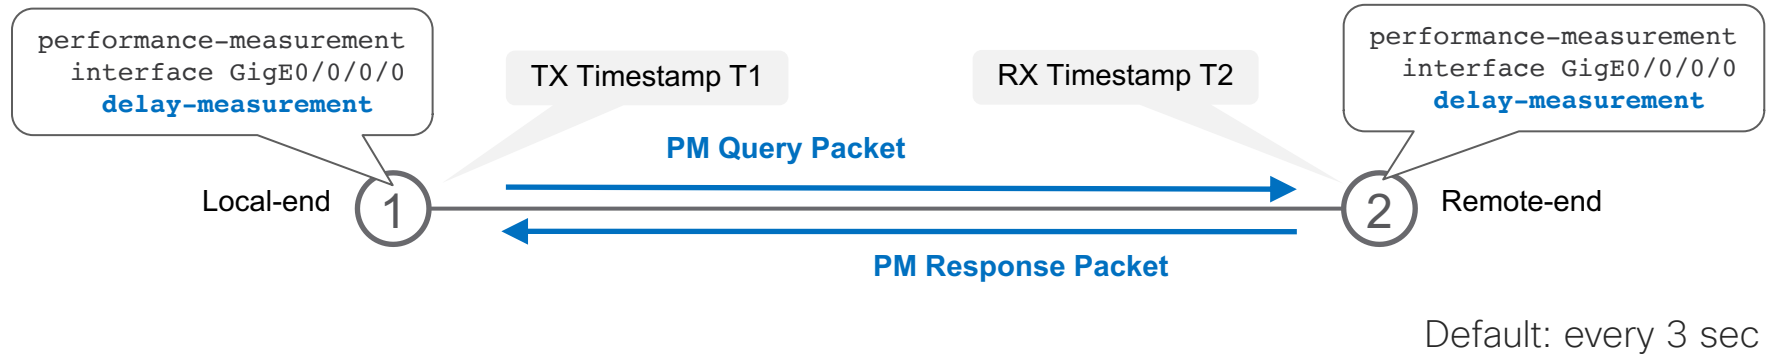 performance-measurement
interface GigE0/0/0/0
delay-measurement
TX Timestamp T1
RX Timestamp T2
performance-measurement
interface GigE0/0/0/0
delay-measurement
PM Query Packet
Local-end
1
2
Remote-end
PM Response Packet
Default: every 3 sec